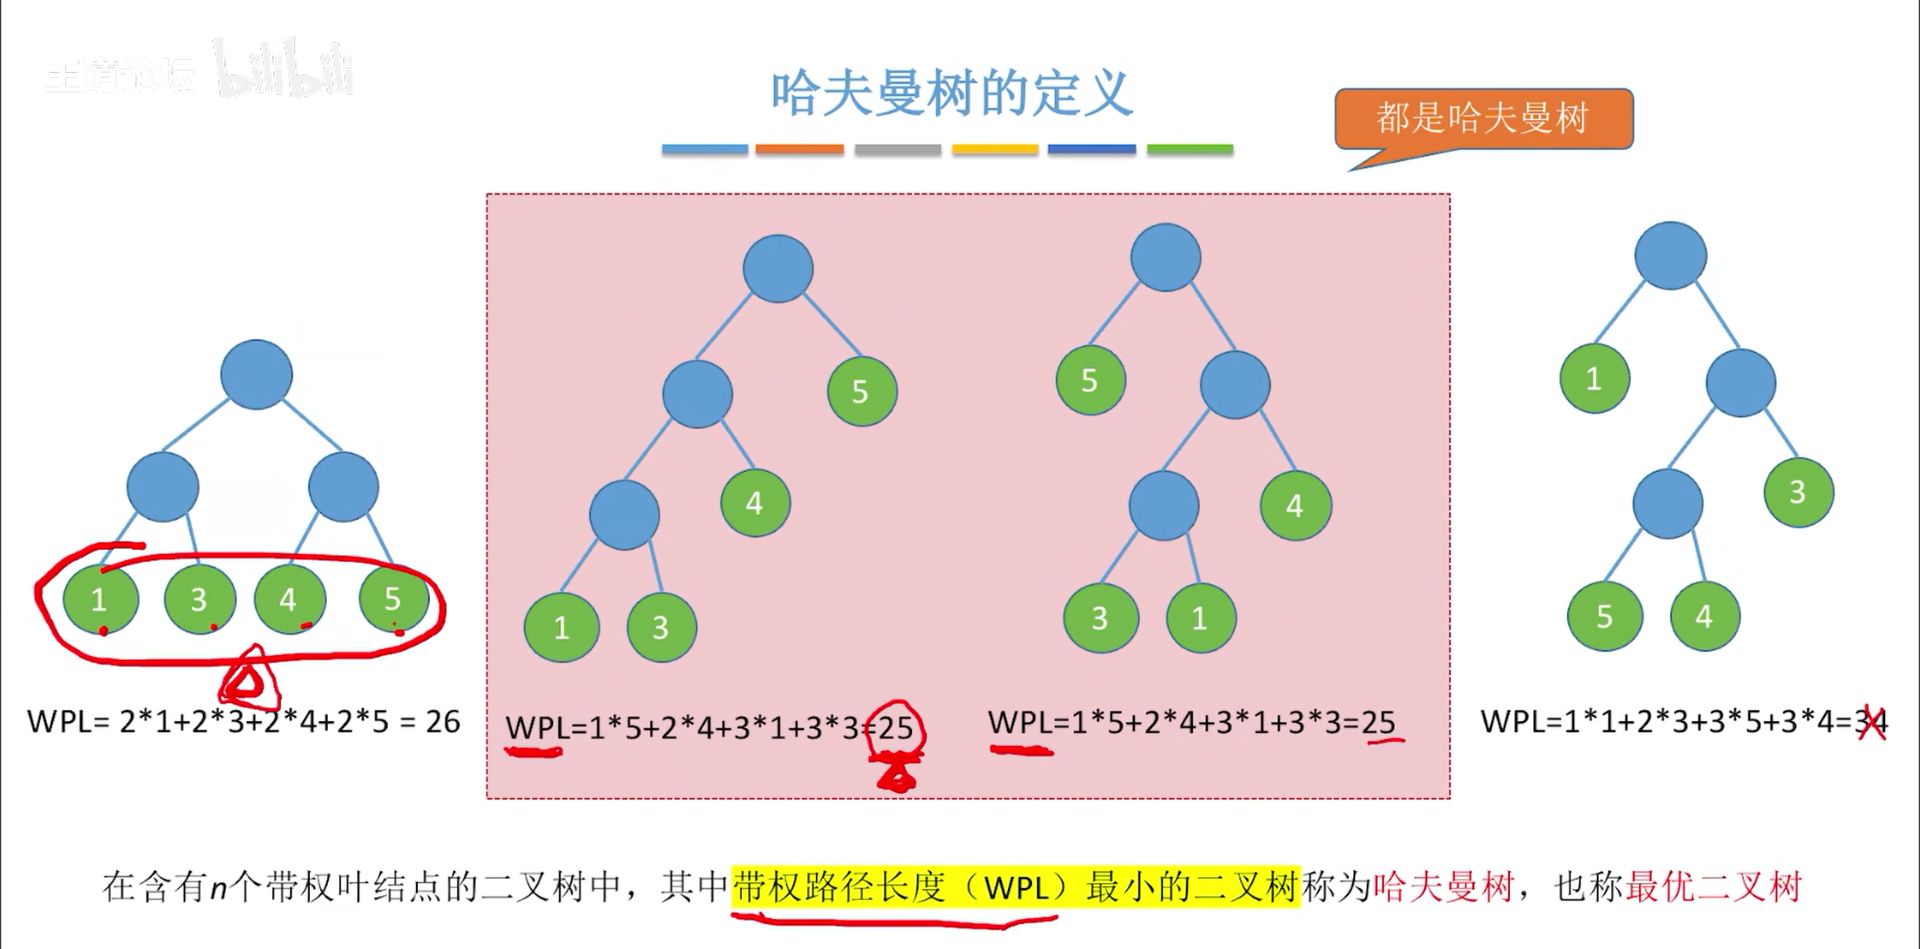 王道论坛 bilibili
哈夫曼树的定义
都是哈夫曼树
1 3 4 5
5
4
1 3
5
4
3 1
1
3
5 4
WPL= 2*1+2*3+2*4+2*5 = 26
WPL=1*5+2*4+3*1+3*3=25
WPL=1*5+2*4+3*1+3*3=25
WPL=1*1+2*3+3*5+3*4=34
在含有n个带权叶结点的二叉树中，其中带权路径长度（WPL）最小的二叉树称为哈夫曼树，也称最优二叉树